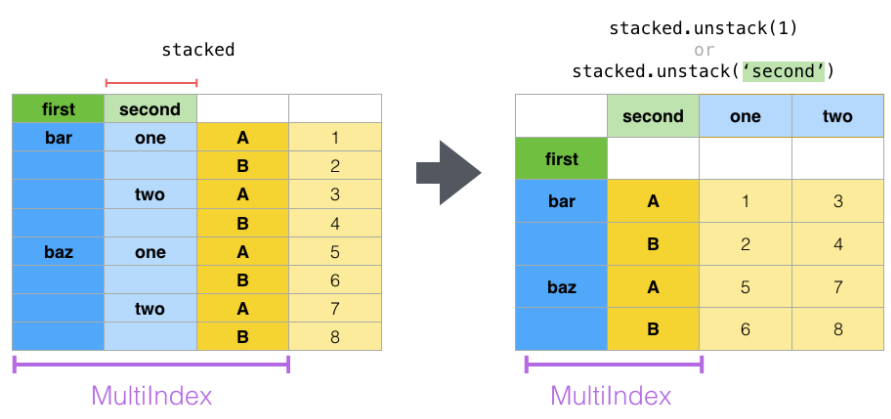 stacked
first second
bar one A 1
B 2
two A 3
B 4
baz one A 5
B 6
two A 7
B 8
MultiIndex
stacked.unstack(1)
or
stacked.unstack(‘second’)
second one two
first
bar A 1 3
B 2 4
baz A 5 7
B 6 8
MultiIndex